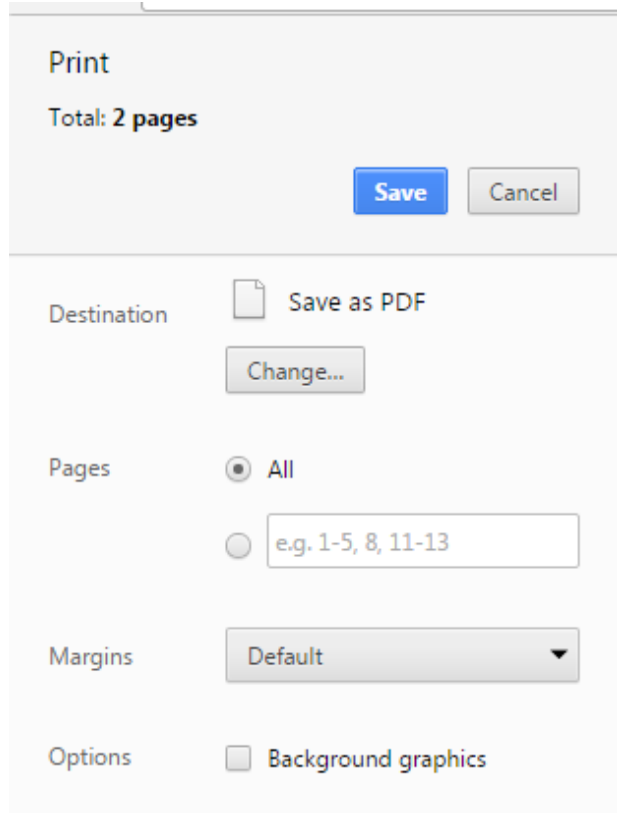 Print
Total: 2 pages
Save Cancel
Destination Save as PDF
Change...
Pages All
e.g. 1-5, 8, 11-13
Margins Default
Options Background graphics